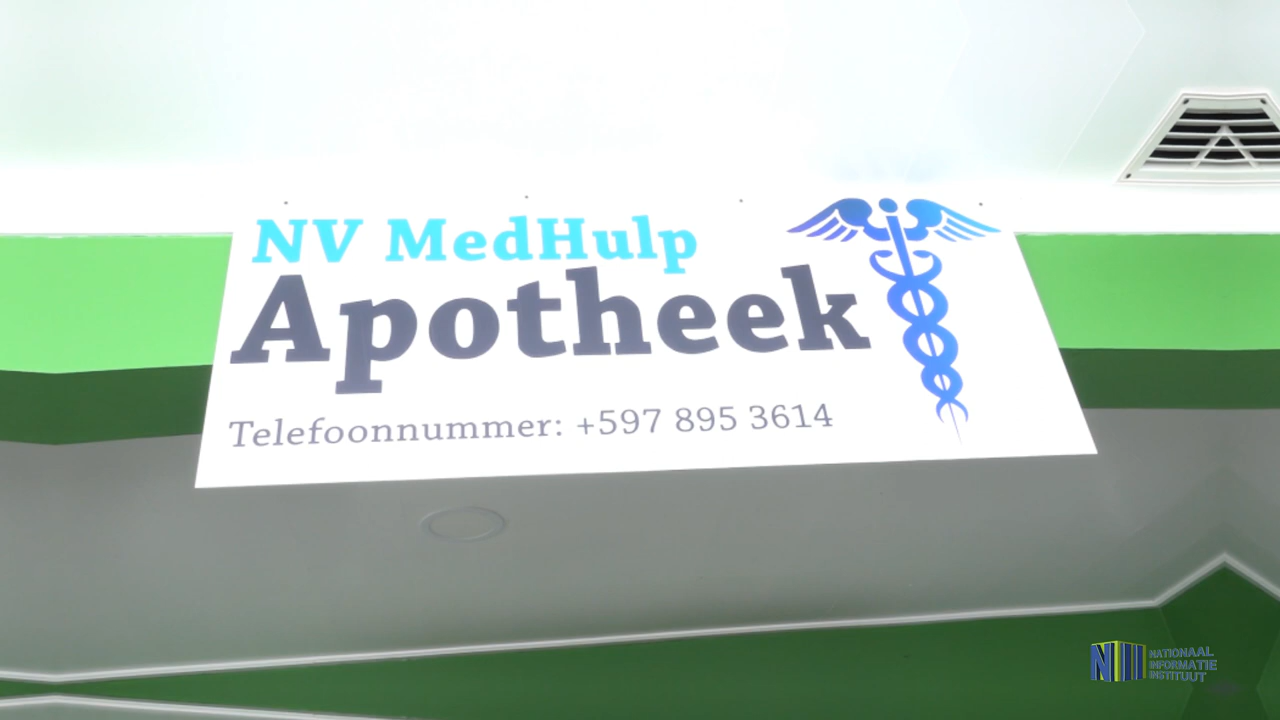 NV MedHulp
Apotheek
Telefoonnummer: +597 895 3614
NATIONAAL
INFORMATIE
INSTITUUT